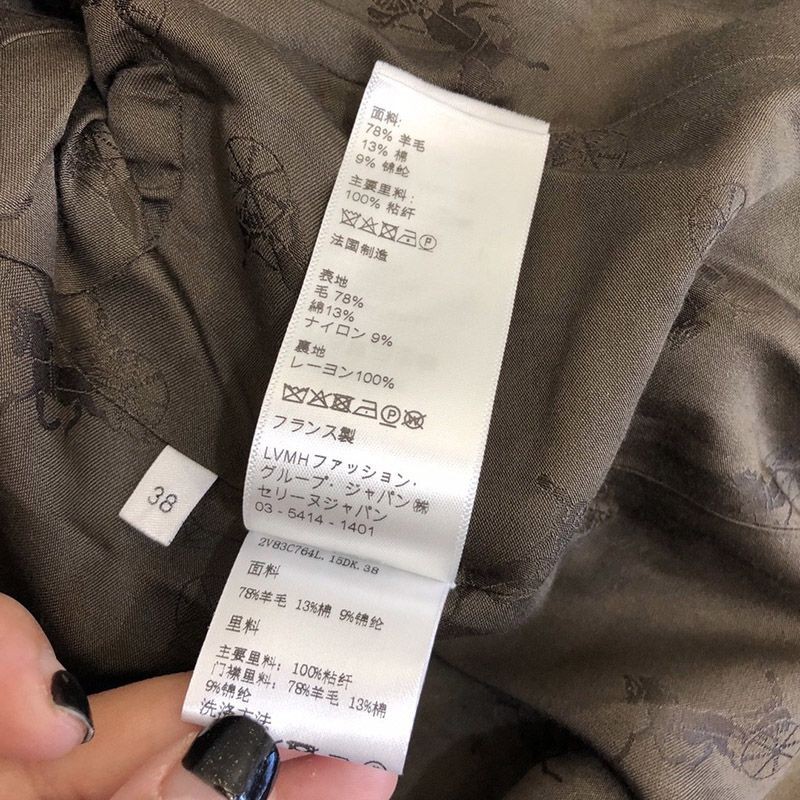 面料:
78% 羊毛
13% 棉
9% 锦纶
主要里料:
100% 粘纤
P
法国制造
表地
毛 78%
綿13%
ナイロン 9%
裏地
レーヨン100%
P W
フランス製
LVMHファッション・
グループ・ジャパン㈱
セリーヌジャパン
03-5414-1401
38
2V83C764L.15DK.38
面料
78%羊毛 13%棉 9%锦纶
里料
主要里料: 100%粘纤
门襟里料: 78%羊毛 13%棉
9%锦纶
洗涤方法